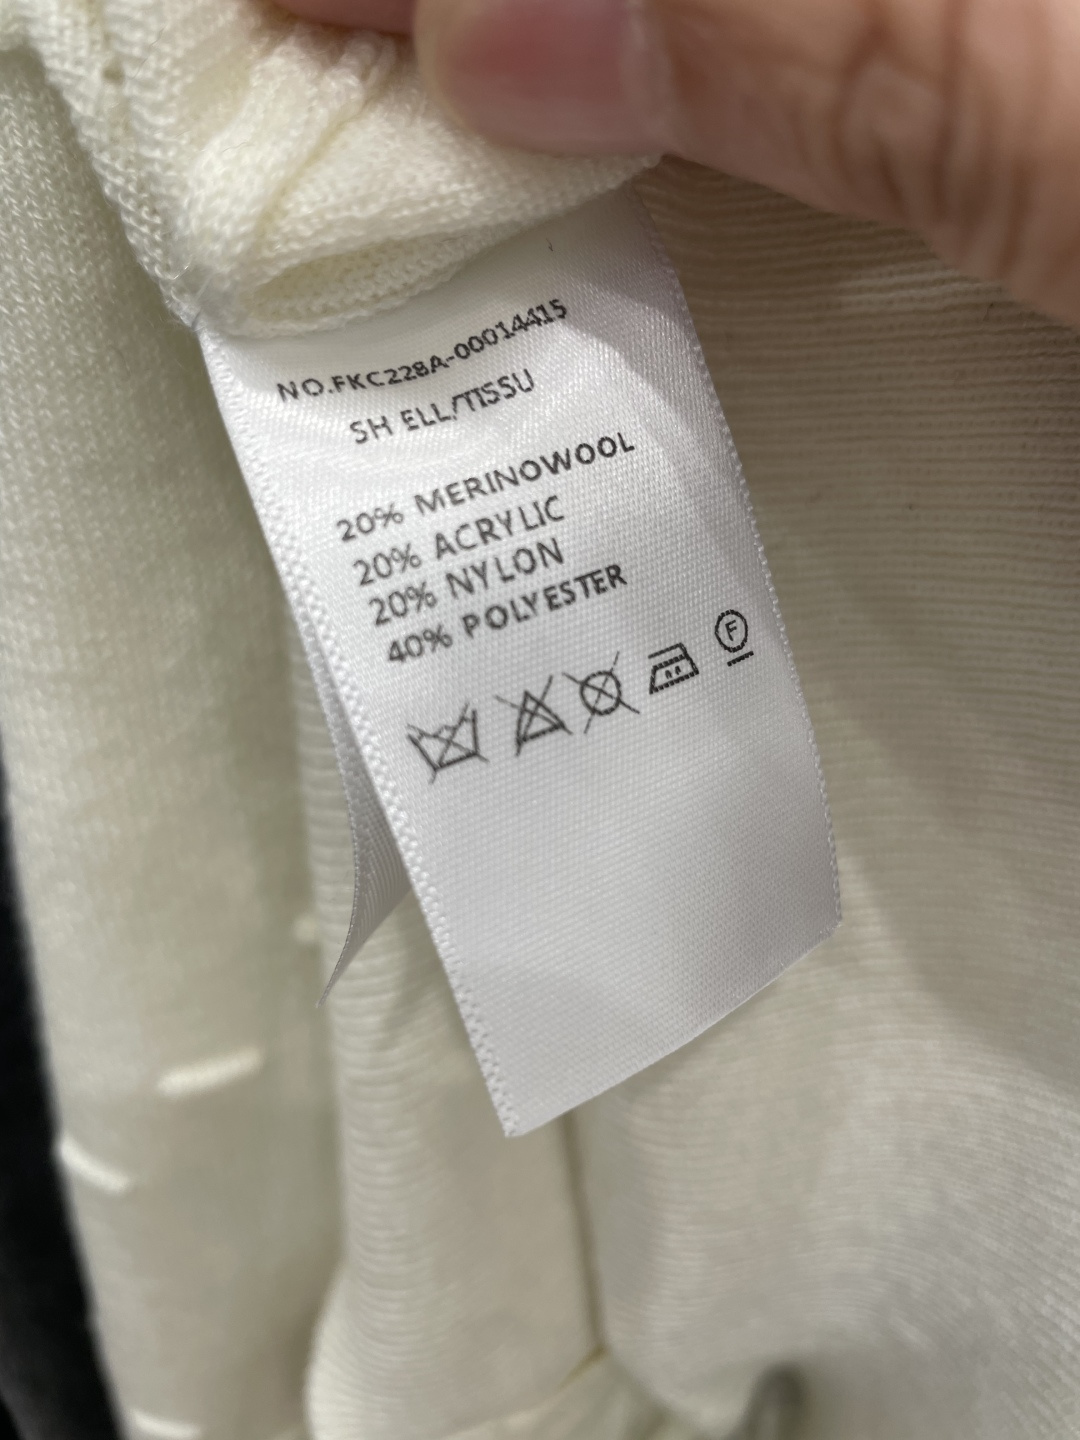 NO.FKC228A-00014415
SH ELL/TISSU
20% MERINOWOOL
20% ACRYLIC
20% NYLON
40% POLYESTER
F